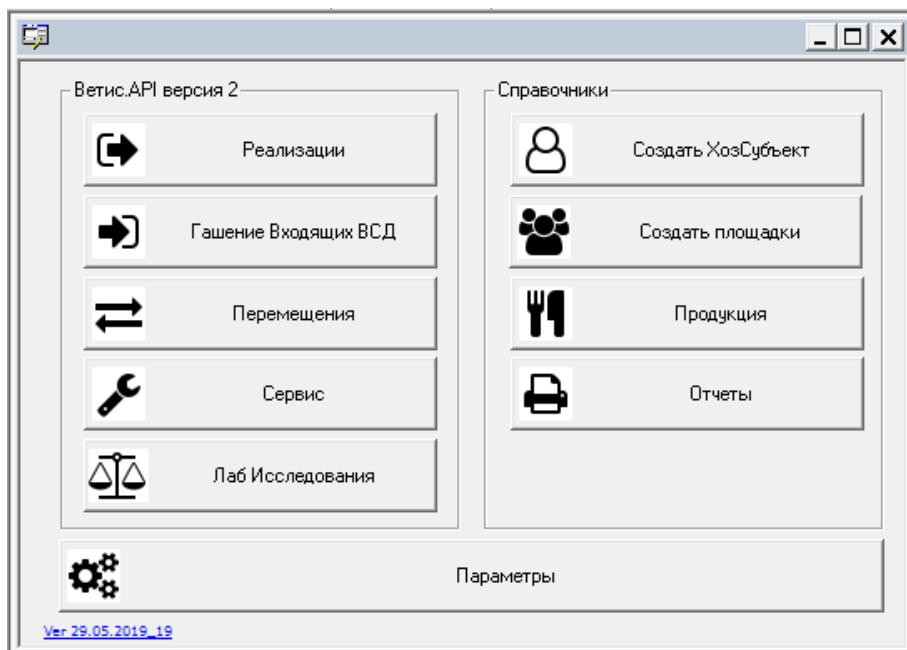 Ветис.API версия 2
Реализации
Гашение Входящих ВСД
Перемещения
Сервис
Лаб Исследования
Справочники
Создать ХозСубъект
Создать площадки
Продукция
Отчеты
Параметры
Ver 29.05.2019_19